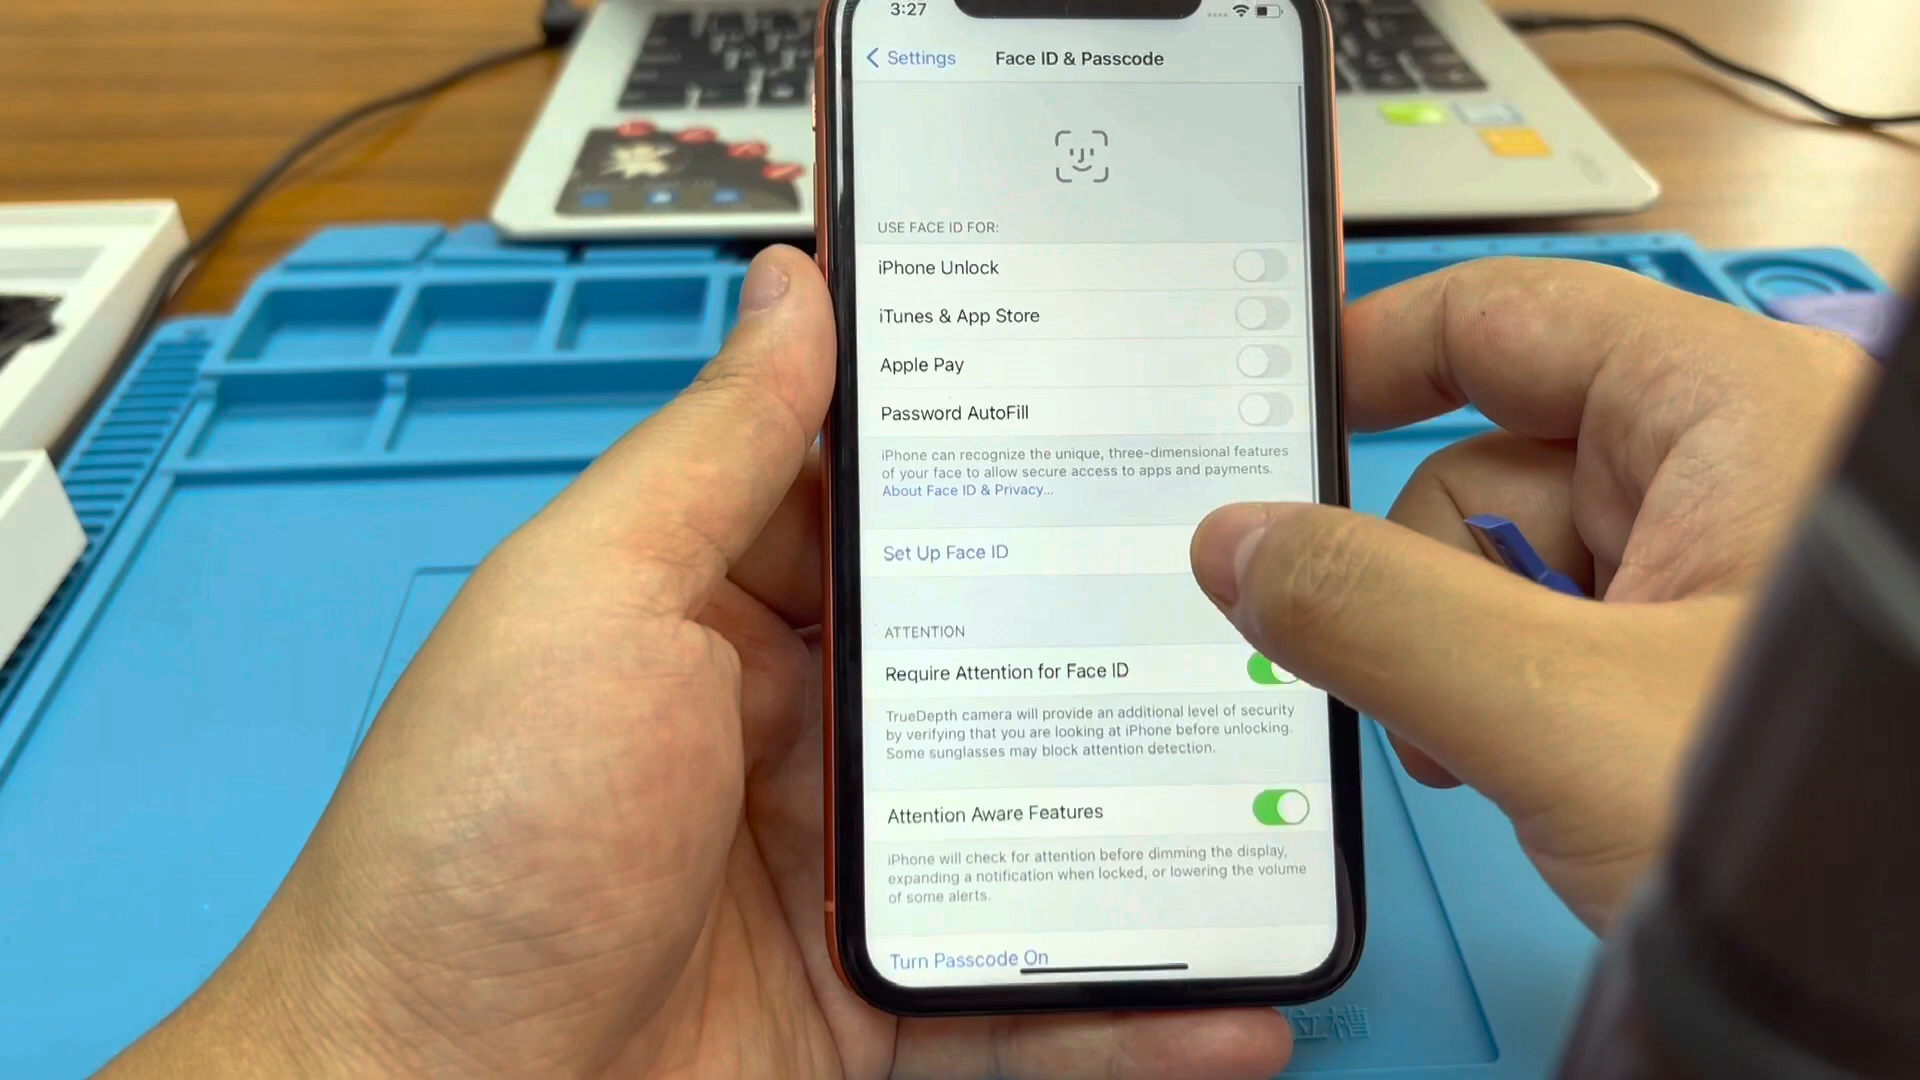 3:27
Settings
Face ID & Passcode
USE FACE ID FOR:
iPhone Unlock
iTunes & App Store
Apple Pay
Password AutoFill
iPhone can recognize the unique, three-dimensional features
of your face to allow secure access to apps and payments.
About Face ID & Privacy...
Set Up Face ID
ATTENTION
Require Attention for Face ID
TrueDepth camera will provide an additional level of security
by verifying that you are looking at iPhone before unlocking.
Some sunglasses may block attention detection.
Attention Aware Features
iPhone will check for attention before dimming the display,
expanding a notification when locked, or lowering the volume
of some alerts.
Turn Passcode On
位槽